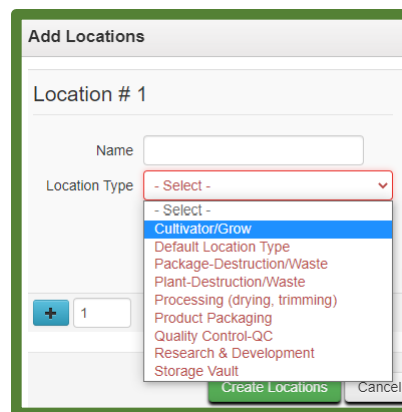 Add Locations
Location # 1
Name
Location Type - Select -
- Select -
Cultivator/Grow
Default Location Type
Package-Destruction/Waste
Plant-Destruction/Waste
Processing (drying, trimming)
Product Packaging
Quality Control-QC
Research & Development
Storage Vault
+ 1
Create Locations Cancel